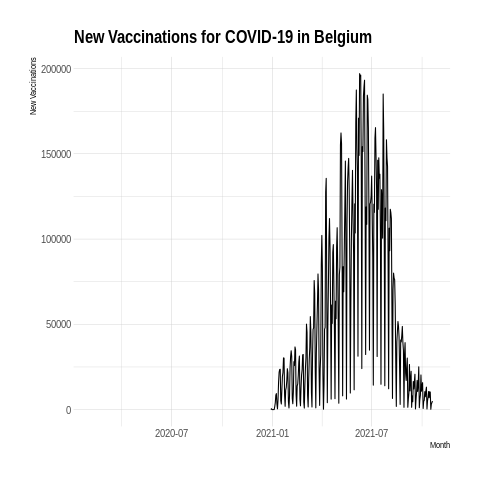 New Vaccinations for COVID-19 in Belgium
New Vaccinations
200000
150000
100000
50000
0
2020-07 2021-01 2021-07
Month